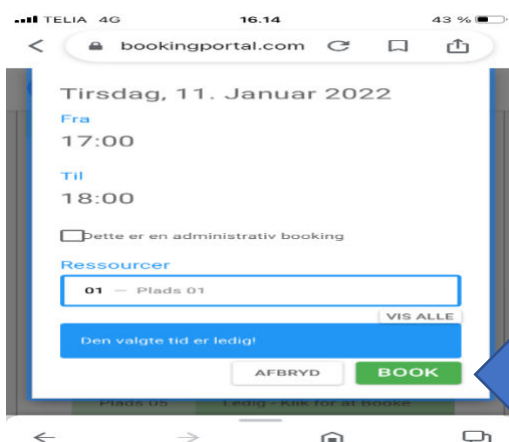 TELIA 4G 16.14 43 %
bookingportal.com
Tirsdag, 11. Januar 2022
Fra
17:00
Til
18:00
Dette er en administrativ booking
Ressourcer
01 — Plads 01
VIS ALLE
Den valgte tid er ledig!
AFBRYD BOOK
Plads 05 Ledig - Klik for at Booke